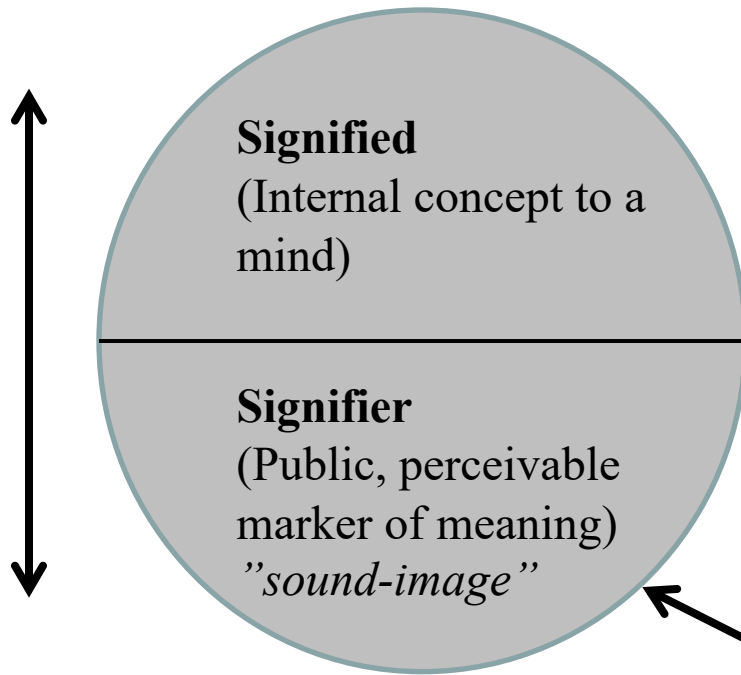 Signified
(Internal concept to a
mind)
Signifier
(Public, perceivable
marker of meaning)
”sound-image”